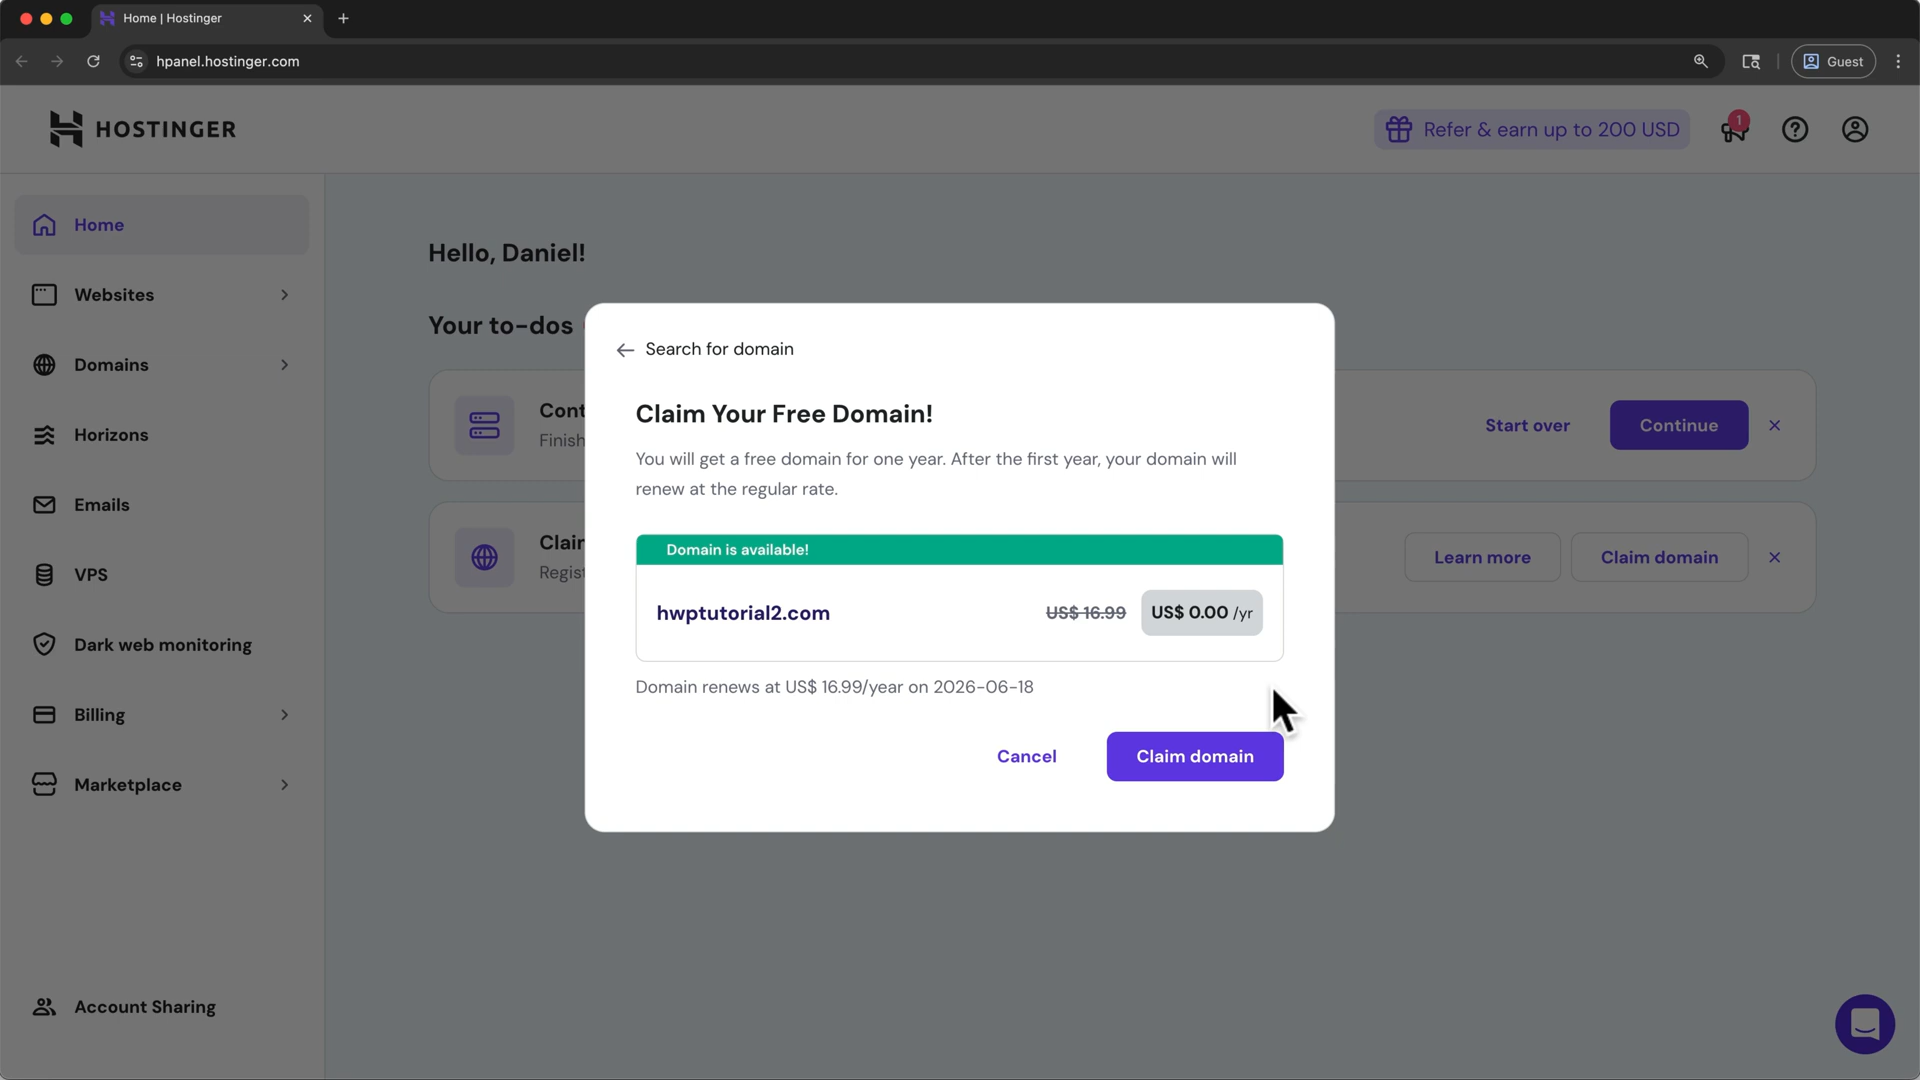 Home | Hostinger
hpanel.hostinger.com
Guest
HOSTINGER
Refer & earn up to 200 USD
1
Home
Websites
Domains
Horizons
Emails
VPS
Dark web monitoring
Billing
Marketplace
Account Sharing
Hello, Daniel!
Your to-dos
Cont
Finish
Start over
Continue
Clair
Regist
Learn more
Claim domain
Search for domain
Claim Your Free Domain!
You will get a free domain for one year. After the first year, your domain will
renew at the regular rate.
Domain is available!
hwptutorial2.com
US$ 16.99
US$ 0.00 /yr
Domain renews at US$ 16.99/year on 2026-06-18
Cancel
Claim domain